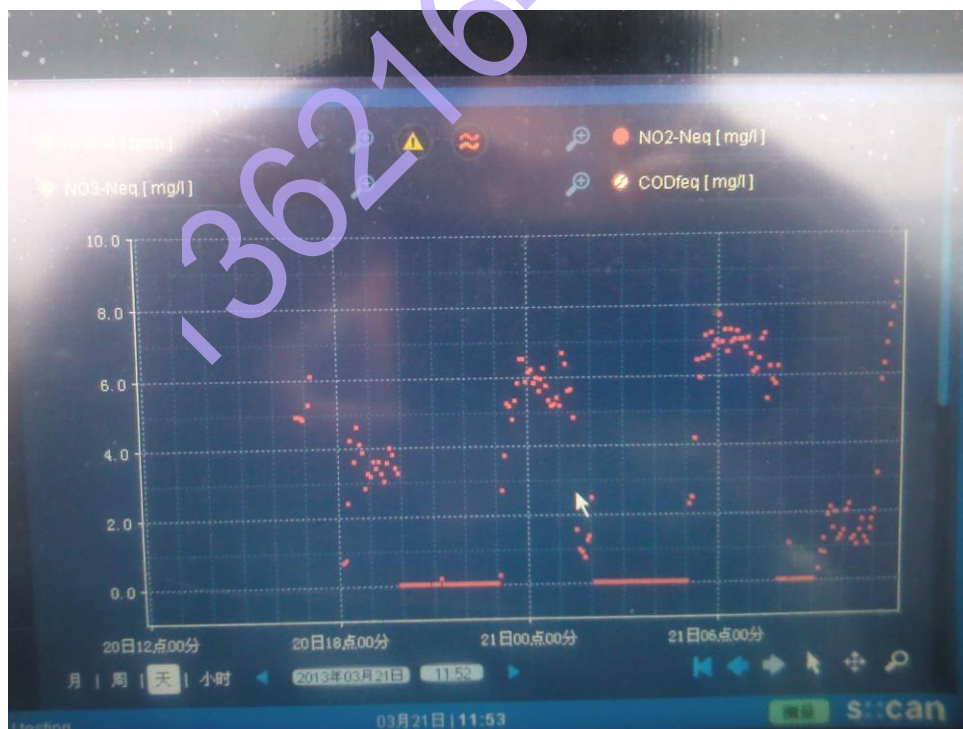 NO2-Neq [ mg/l ]
NO3-Neq [ mg/l ]
CODfeq [ mg/l ]
10.0
8.0
6.0
4.0
2.0
0.0
20日12点00分 20日18点00分 21日00点00分 21日06点00分
月 | 周 | 天 | 小时 2013年03月21日 11:52
03月21日 | 11:53
测量
s::can